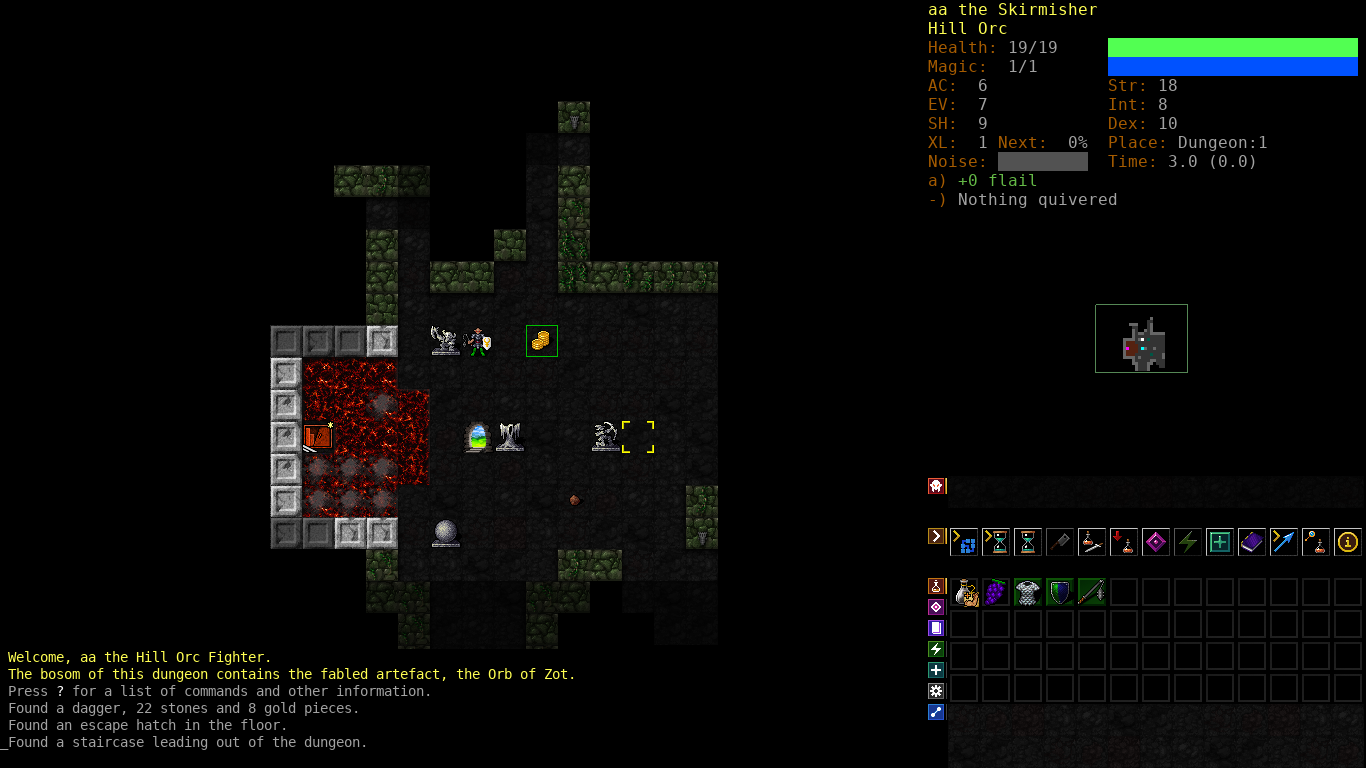 aa the Skirmisher
Hill Orc
Health: 19/19
Magic: 1/1
AC: 6 Str: 18
EV: 7 Int: 8
SH: 9 Dex: 10
XL: 1 Next: 0% Place: Dungeon:1
Noise: Time: 3.0 (0.0)
a) +0 flail
-) Nothing quivered
Welcome, aa the Hill Orc Fighter.
The bosom of this dungeon contains the fabled artefact, the Orb of Zot.
Press ? for a list of commands and other information.
Found a dagger, 22 stones and 8 gold pieces.
Found an escape hatch in the floor.
_Found a staircase leading out of the dungeon.